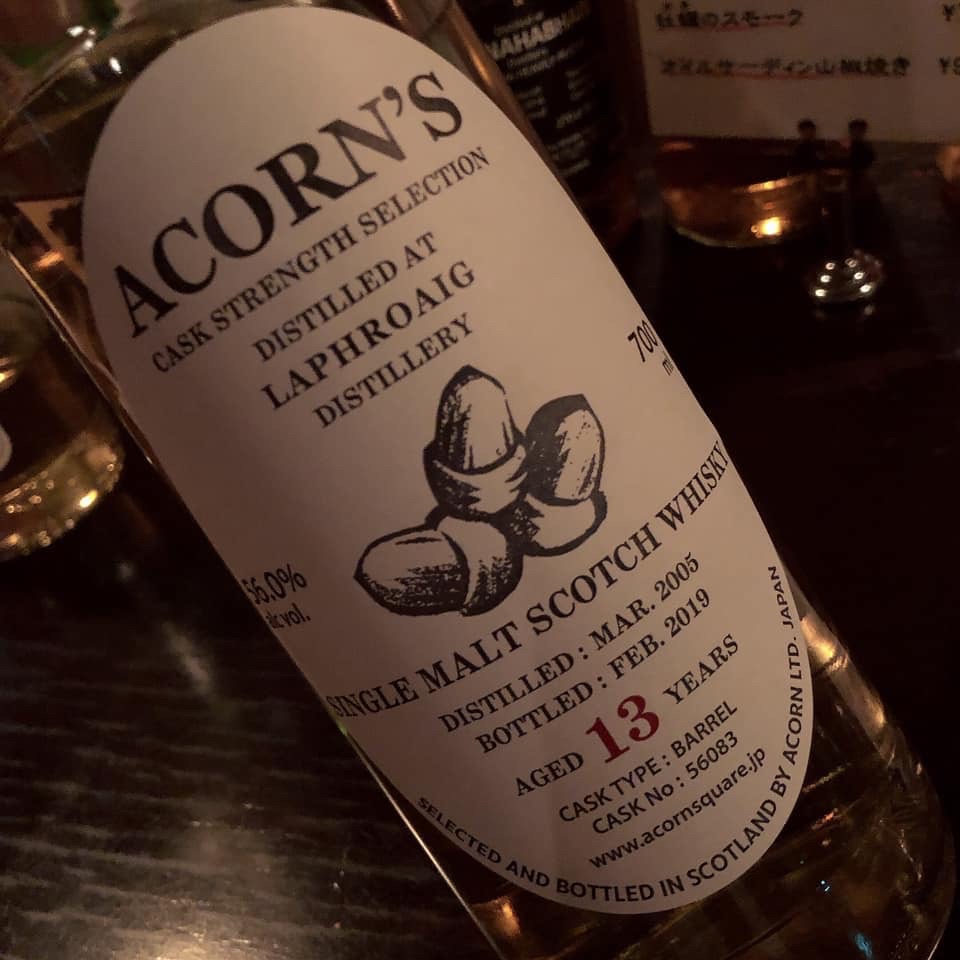 ACORN'S
CASK STRENGTH SELECTION
DISTILLED AT
LAPHROAIG
DISTILLERY
700
ml
56.0%
alc vol.
SINGLE MALT SCOTCH WHISKY
DISTILLED : MAR. 2005
BOTTLED : FEB. 2019
AGED 13 YEARS
CASK TYPE : BARREL
CASK No : 56083
www.acornsquare.jp
SELECTED AND BOTTLED IN SCOTLAND BY ACORN LTD. JAPAN
牡蠣のスモーク
オイルサーディン山椒焼き